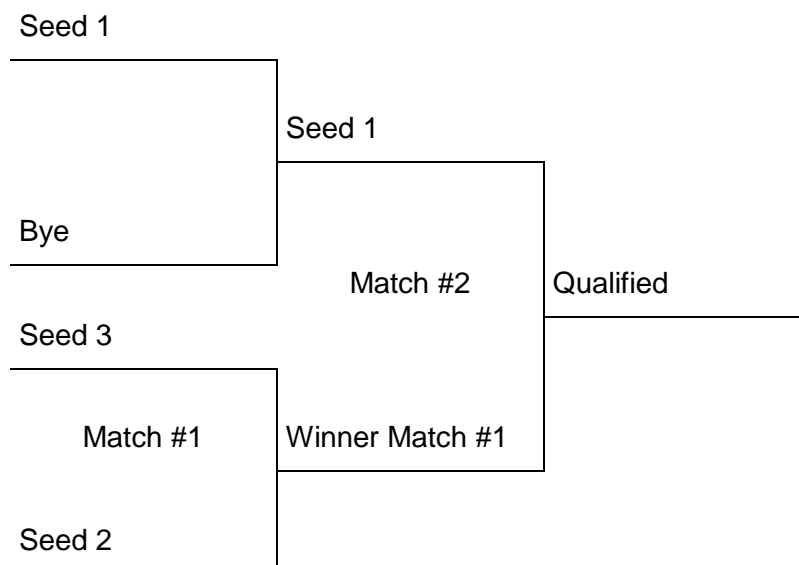 Seed 1
Seed 1
Bye
Match #2
Qualified
Seed 3
Match #1
Winner Match #1
Seed 2